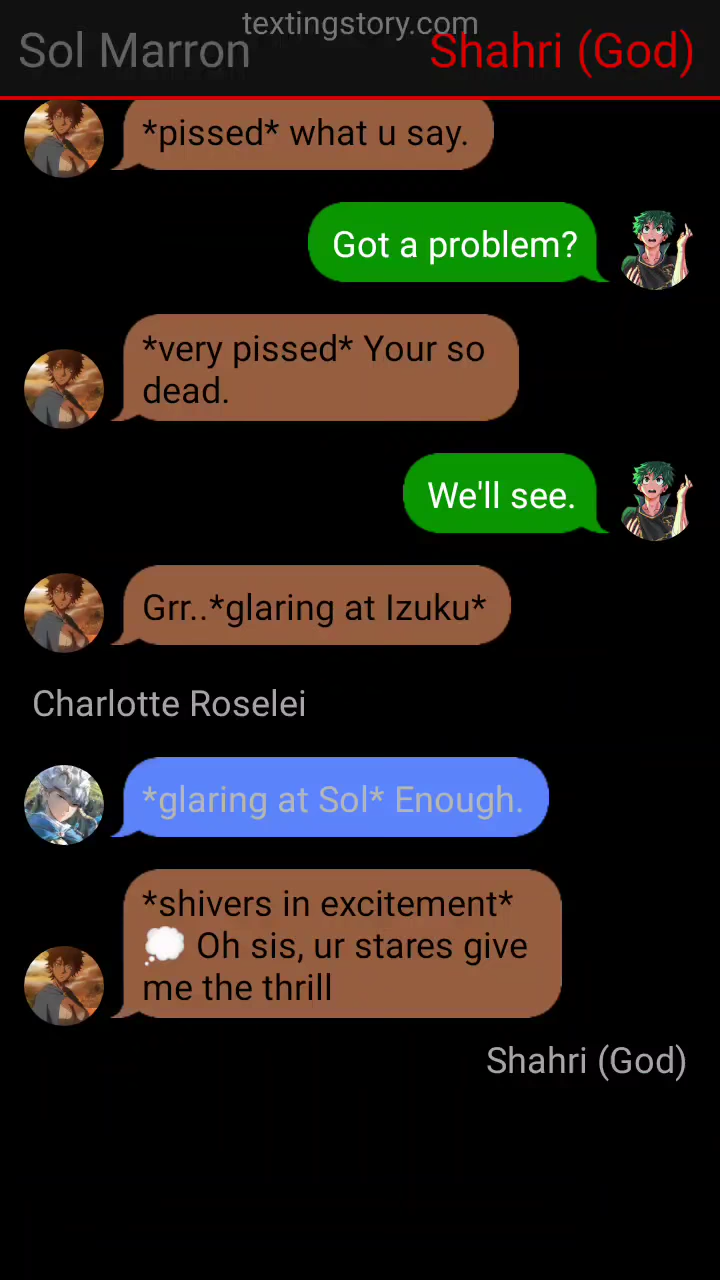 textingstory.com
Sol Marron
Shahri (God)
*pissed* what u say.
Got a problem?
*very pissed* Your so
dead.
We'll see.
Grr..*glaring at Izuku*
Charlotte Roselei
*glaring at Sol* Enough.
*shivers in excitement*
💭 Oh sis, ur stares give
me the thrill
Shahri (God)